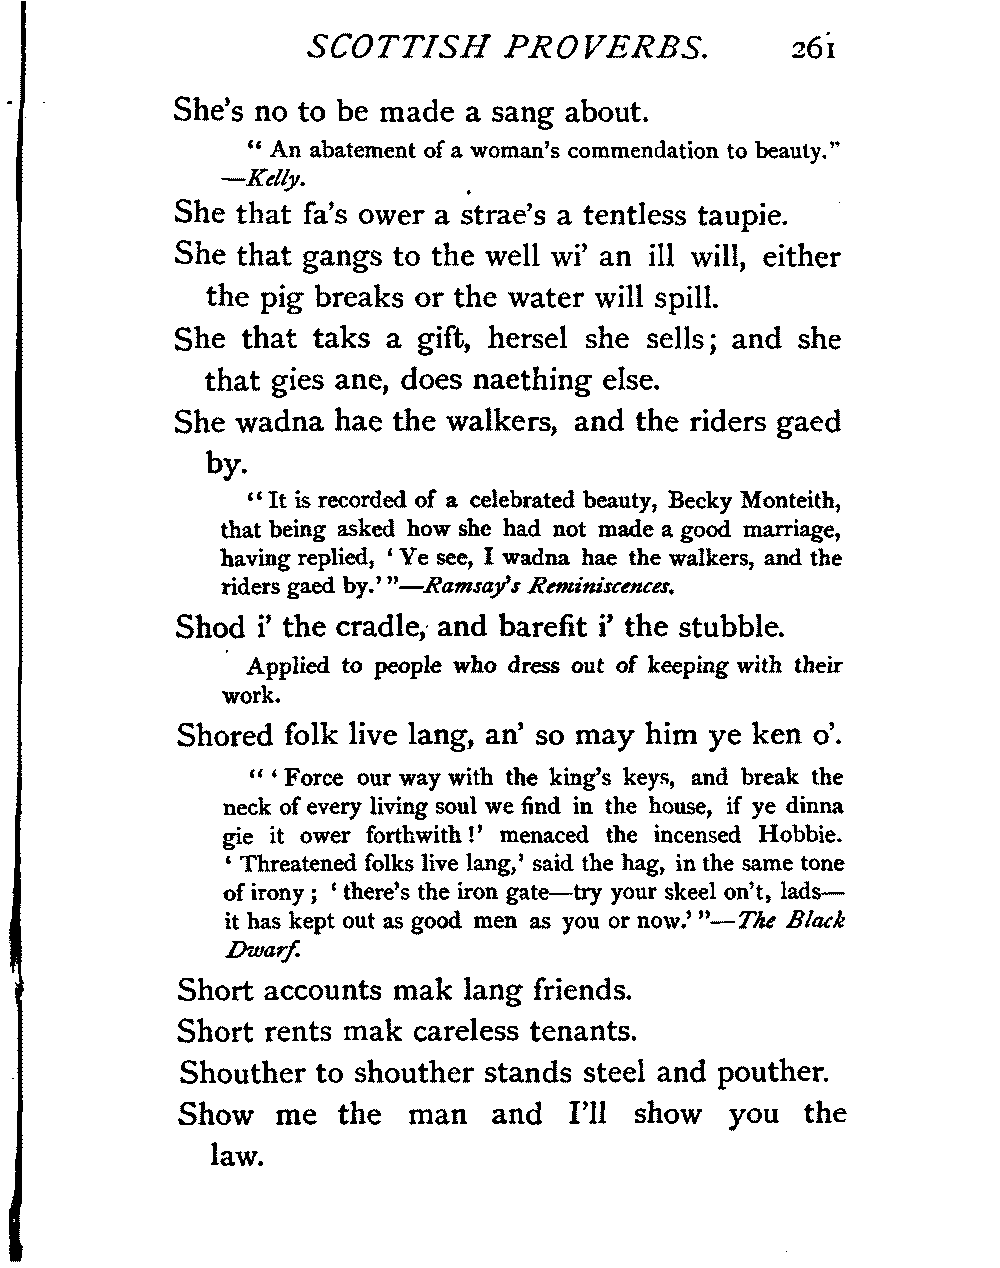 SCOTTISH PROVERBS. 261
She's no to be made a sang about.
“ An abatement of a woman's commendation to beauty.”
—Kelly.
She that fa's ower a strae's a tentless taupie.
She that gangs to the well wi' an ill will, either
the pig breaks or the water will spill.
She that taks a gift, hersel she sells; and she
that gies ane, does naething else.
She wadna hae the walkers, and the riders gaed
by.
“ It is recorded of a celebrated beauty, Becky Monteith,
that being asked how she had not made a good marriage,
having replied, ‘ Ye see, I wadna hae the walkers, and the
riders gaed by.’ ”—Ramsay's Reminiscences.
Shod i' the cradle, and barefit i' the stubble.
Applied to people who dress out of keeping with their
work.
Shored folk live lang, an' so may him ye ken o'.
“ ‘ Force our way with the king's keys, and break the
neck of every living soul we find in the house, if ye dinna
gie it ower forthwith !’ menaced the incensed Hobbie.
‘ Threatened folks live lang,’ said the hag, in the same tone
of irony ; ‘ there's the iron gate—try your skeel on't, lads—
it has kept out as good men as you or now.’ ”—The Black
Dwarf.
Short accounts mak lang friends.
Short rents mak careless tenants.
Shouther to shouther stands steel and pouther.
Show me the man and I'll show you the
law.